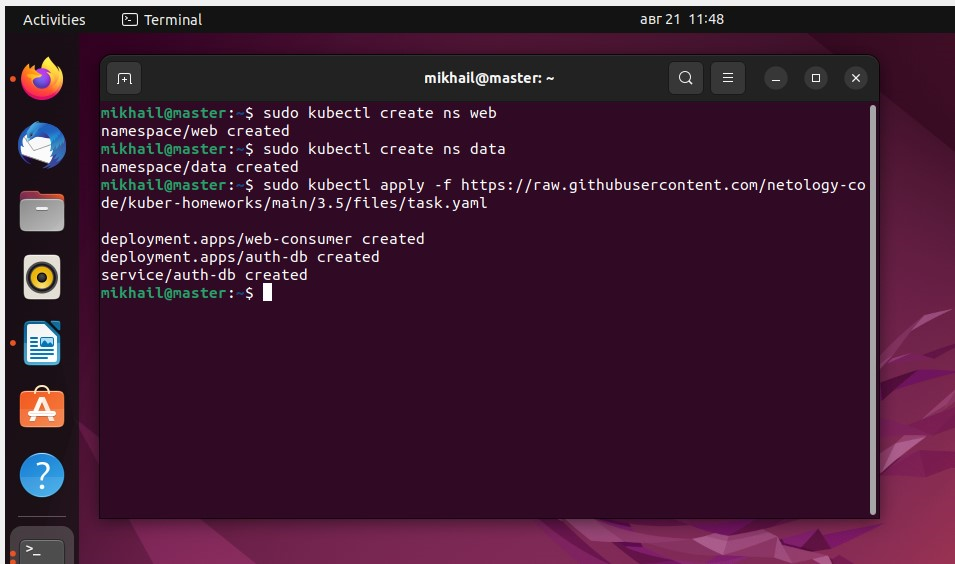 Activities
Terminal
авг 21 11:48
mikhail@master: ~
mikhail@master:~$ sudo kubectl create ns web
namespace/web created
mikhail@master:~$ sudo kubectl create ns data
namespace/data created
mikhail@master:~$ sudo kubectl apply -f https://raw.githubusercontent.com/netology-co
de/kuber-homeworks/main/3.5/files/task.yaml
deployment.apps/web-consumer created
deployment.apps/auth-db created
service/auth-db created
mikhail@master:~$